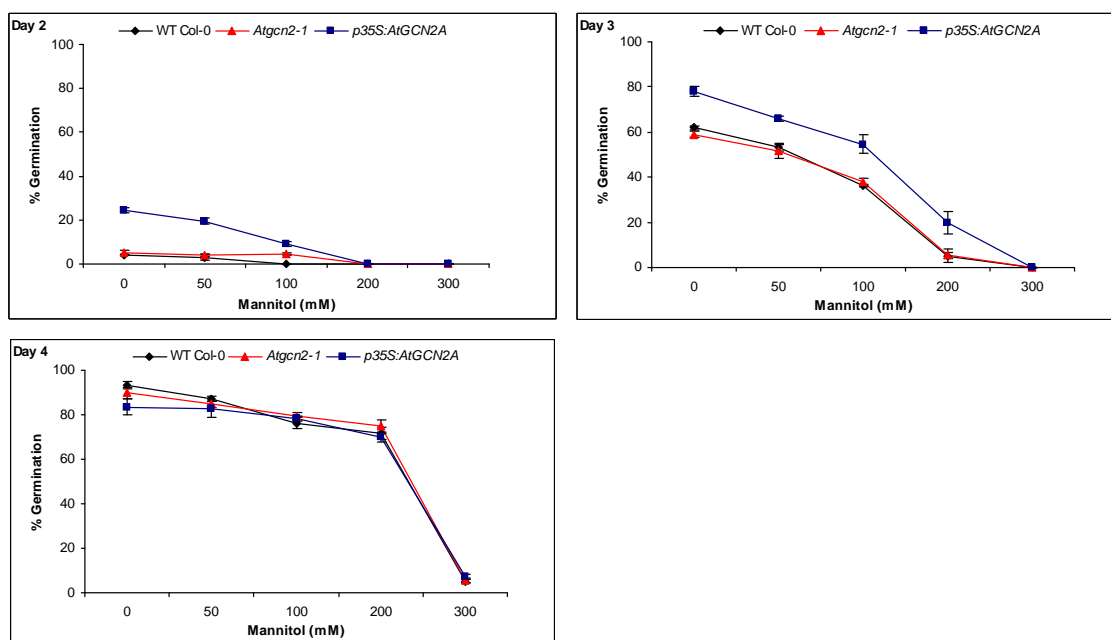 Day 2
WT Col-0 Atgcn2-1 p35S:AtGCN2A
100
80
60
40
20
0
% Germination
0 50 100 200 300
Mannitol (mM)
Day 3
WT Col-0 Atgcn2-1 p35S:AtGCN2A
100
80
60
40
20
0
% Germination
0 50 100 200 300
Mannitol (mM)
Day 4
WT Col-0 Atgcn2-1 p35S:AtGCN2A
100
80
60
40
20
0
% Germination
0 50 100 200 300
Mannitol (mM)